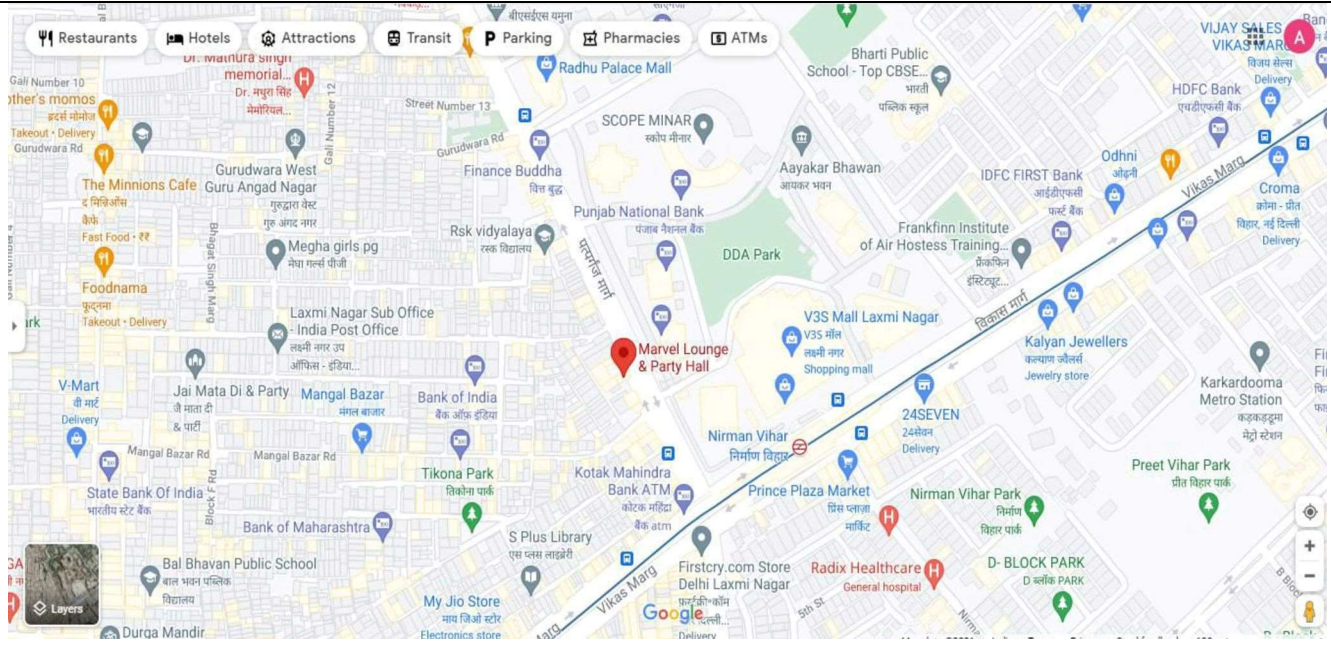 Restaurants
Hotels
Attractions
Transit
Parking
Pharmacies
ATMs
A
बीएसईएस यमुना
VIJAY SALES
विजय सेल्स
Delivery
Radhu Palace Mall
Bharti Public
School - Top CBSE...
भारती
पब्लिक स्कूल
HDFC Bank
एचडीएफसी बैंक
Dr. Mathura singh
memorial...
Dr. मथुरा सिंह
मेमोरियल...
Gali Number 10
Gali Number 12
Street Number 13
Gurudwara Rd
other's momos
Takeout • Delivery
Gurudwara Rd
SCOPE MINAR
स्कोप मीनार
Aayakar Bhawan
आयकर भवन
Odhni
ओढ़नी
Vikas Marg
Croma
क्रोमा - प्रीत
विहार, नई दिल्ली
Delivery
IDFC FIRST Bank
आईडीएफसी
फर्स्ट बैंक
Finance Buddha
वित्त बुद्ध
Gurudwara West
Guru Angad Nagar
गुरुद्वारा वेस्ट
गुरु अंगद नगर
The Minnions Cafe
द मिन्निओंस
कैफे
Fast Food • ₹₹
Punjab National Bank
पंजाब नैशनल बैंक
Rsk vidyalaya
रस्क विद्यालय
Frankfinn Institute
of Air Hostess Training...
फ्रैंकफिन
इंस्टिट्यूट...
Megha girls pg
मेघा गर्ल्स पीजी
Bhagat Singh Marg
पत्पर्गंज मार्ग
DDA Park
Foodnama
फूदनमा
Takeout • Delivery
Laxmi Nagar Sub Office
- India Post Office
लक्ष्मी नगर उप
ऑफिस - इंडिया...
विकास मार्ग
V3S Mall Laxmi Nagar
V3S मॉल
लक्ष्मी नगर
Shopping mall
Marvel Lounge
& Party Hall
Kalyan Jewellers
कल्याण जौलर्स
Jewelry store
Karkardooma
Metro Station
कड़कड़डूमा
मेट्रो स्टेशन
V-Mart
वी मार्ट
Delivery
Jai Mata Di & Party
जै माता दी
& पार्टी
Mangal Bazar
मंगल बाजार
Bank of India
बैंक ऑफ़ इंडिया
24SEVEN
24सेवन
Delivery
Nirman Vihar
निर्माण विहार
Mangal Bazar Rd
Mangal Bazar Rd
Tikona Park
तिकोना पार्क
Kotak Mahindra
Bank ATM
कोटक महिंद्रा
बैंक atm
Prince Plaza Market
प्रिंस प्लाज़ा
मार्किट
Nirman Vihar Park
निर्माण
विहार पार्क
Preet Vihar Park
प्रीत विहार पार्क
State Bank Of India
भारतीय स्टेट बैंक
Block F Rd
Bank of Maharashtra
S Plus Library
एस प्लस लाइब्रेरी
Bal Bhavan Public School
बाल भवन पब्लिक
विद्यालय
Firstcry.com Store
Delhi Laxmi Nagar
Delivery
Radix Healthcare
General hospital
D- BLOCK PARK
D ब्लॉक PARK
Vikas Marg
5th St
My Jio Store
माय जिओ स्टोर
Electronics store
Durga Mandir
Layers
Google